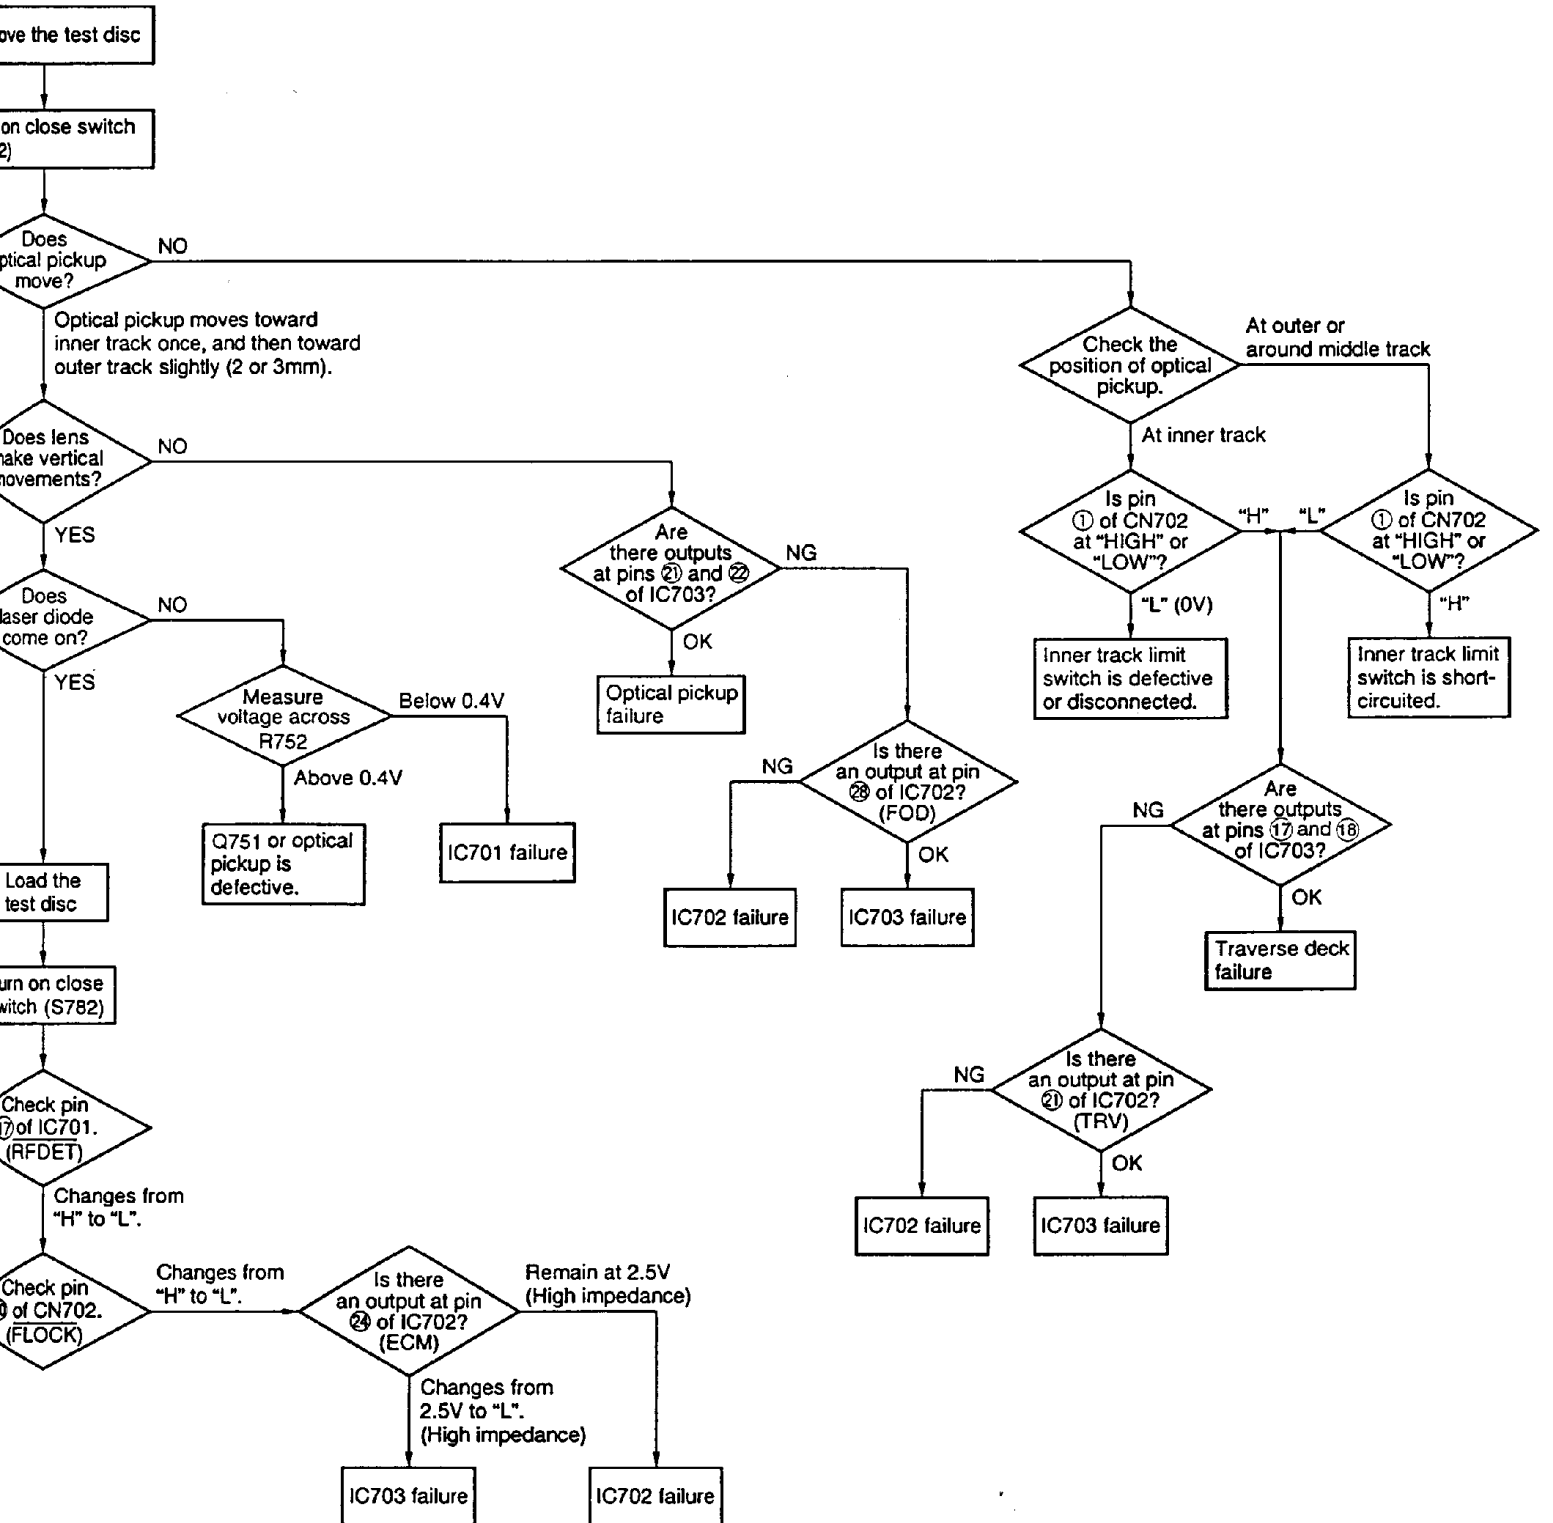 ove the test disc
on close switch
2)
Does
ptical pickup
move?
NO
Optical pickup moves toward
inner track once, and then toward
outer track slightly (2 or 3mm).
Check the
position of optical
pickup.
At outer or
around middle track
At inner track
Does lens
ake vertical
ovements?
NO
YES
Is pin
① of CN702
at “HIGH” or
“LOW”?
“H”
“L”
Is pin
① of CN702
at “HIGH” or
“LOW”?
“L” (0V)
“H”
Inner track limit
switch is defective
or disconnected.
Inner track limit
switch is short-
circuited.
Are
there outputs
at pins ㉑ and ㉒
of IC703?
NG
OK
Optical pickup
failure
Does
laser diode
come on?
NO
YES
Measure
voltage across
R752
Below 0.4V
Above 0.4V
Q751 or optical
pickup is
defective.
IC701 failure
Is there
an output at pin
㉘ of IC702?
(FOD)
NG
OK
IC702 failure
IC703 failure
Are
there outputs
at pins ⑰ and ⑱
of IC703?
NG
OK
Traverse deck
failure
Load the
test disc
urn on close
witch (S782)
Is there
an output at pin
㉑ of IC702?
(TRV)
NG
OK
IC702 failure
IC703 failure
Check pin
⑰ of IC701.
(RFDET)
Changes from
“H” to “L”.
Check pin
of CN702.
(FLOCK)
Changes from
“H” to “L”.
Is there
an output at pin
㉔ of IC702?
(ECM)
Remain at 2.5V
(High impedance)
Changes from
2.5V to “L”.
(High impedance)
IC703 failure
IC702 failure